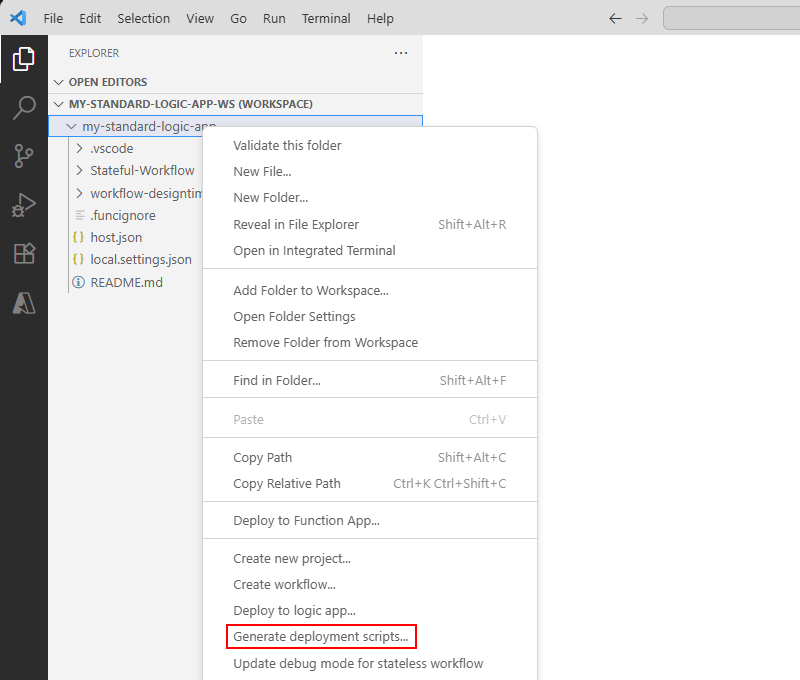 File Edit Selection View Go Run Terminal Help
EXPLORER
OPEN EDITORS
MY-STANDARD-LOGIC-APP-WS (WORKSPACE)
my-standard-logic-app
.vscode
Stateful-Workflow
workflow-designtim
.funcignore
host.json
local.settings.json
README.md
Validate this folder
New File...
New Folder...
Reveal in File Explorer Shift+Alt+R
Open in Integrated Terminal
Add Folder to Workspace...
Open Folder Settings
Remove Folder from Workspace
Find in Folder... Shift+Alt+F
Paste Ctrl+V
Copy Path Shift+Alt+C
Copy Relative Path Ctrl+K Ctrl+Shift+C
Deploy to Function App...
Create new project...
Create workflow...
Deploy to logic app...
Generate deployment scripts...
Update debug mode for stateless workflow